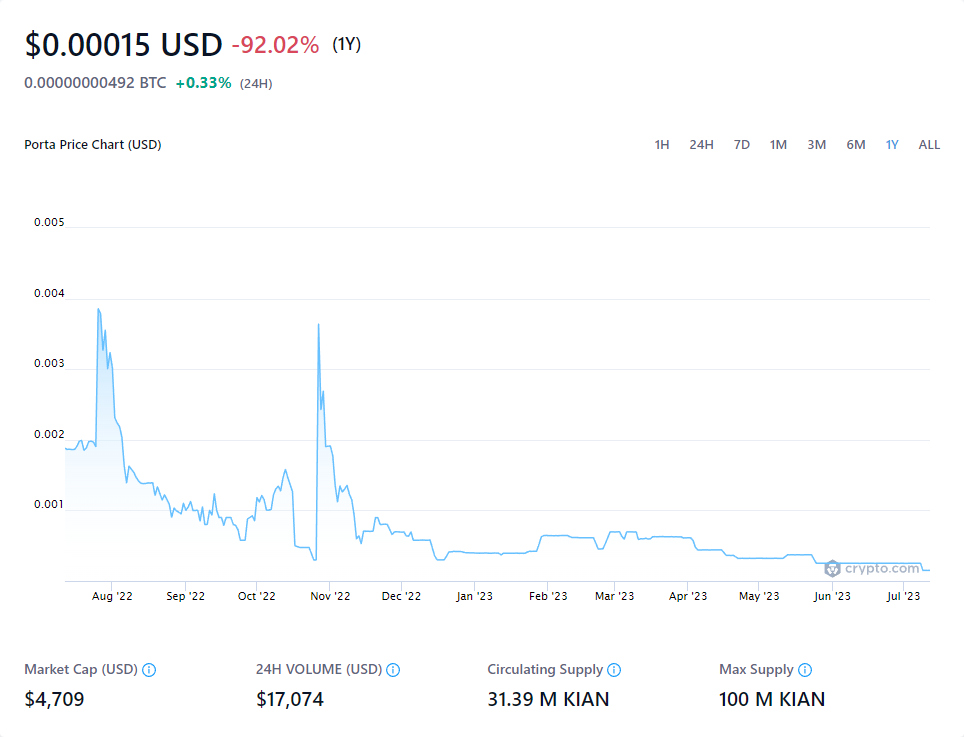 $0.00015 USD -92.02% (1Y)
0.00000000492 BTC +0.33% (24H)
Porta Price Chart (USD) 1H 24H 7D 1M 3M 6M 1Y ALL
0.005
0.004
0.003
0.002
0.001
crypto.com
Aug '22 Sep '22 Oct '22 Nov '22 Dec '22 Jan '23 Feb '23 Mar '23 Apr '23 May '23 Jun '23 Jul '23
Market Cap (USD) 24H VOLUME (USD) Circulating Supply Max Supply
$4,709 $17,074 31.39 M KIAN 100 M KIAN